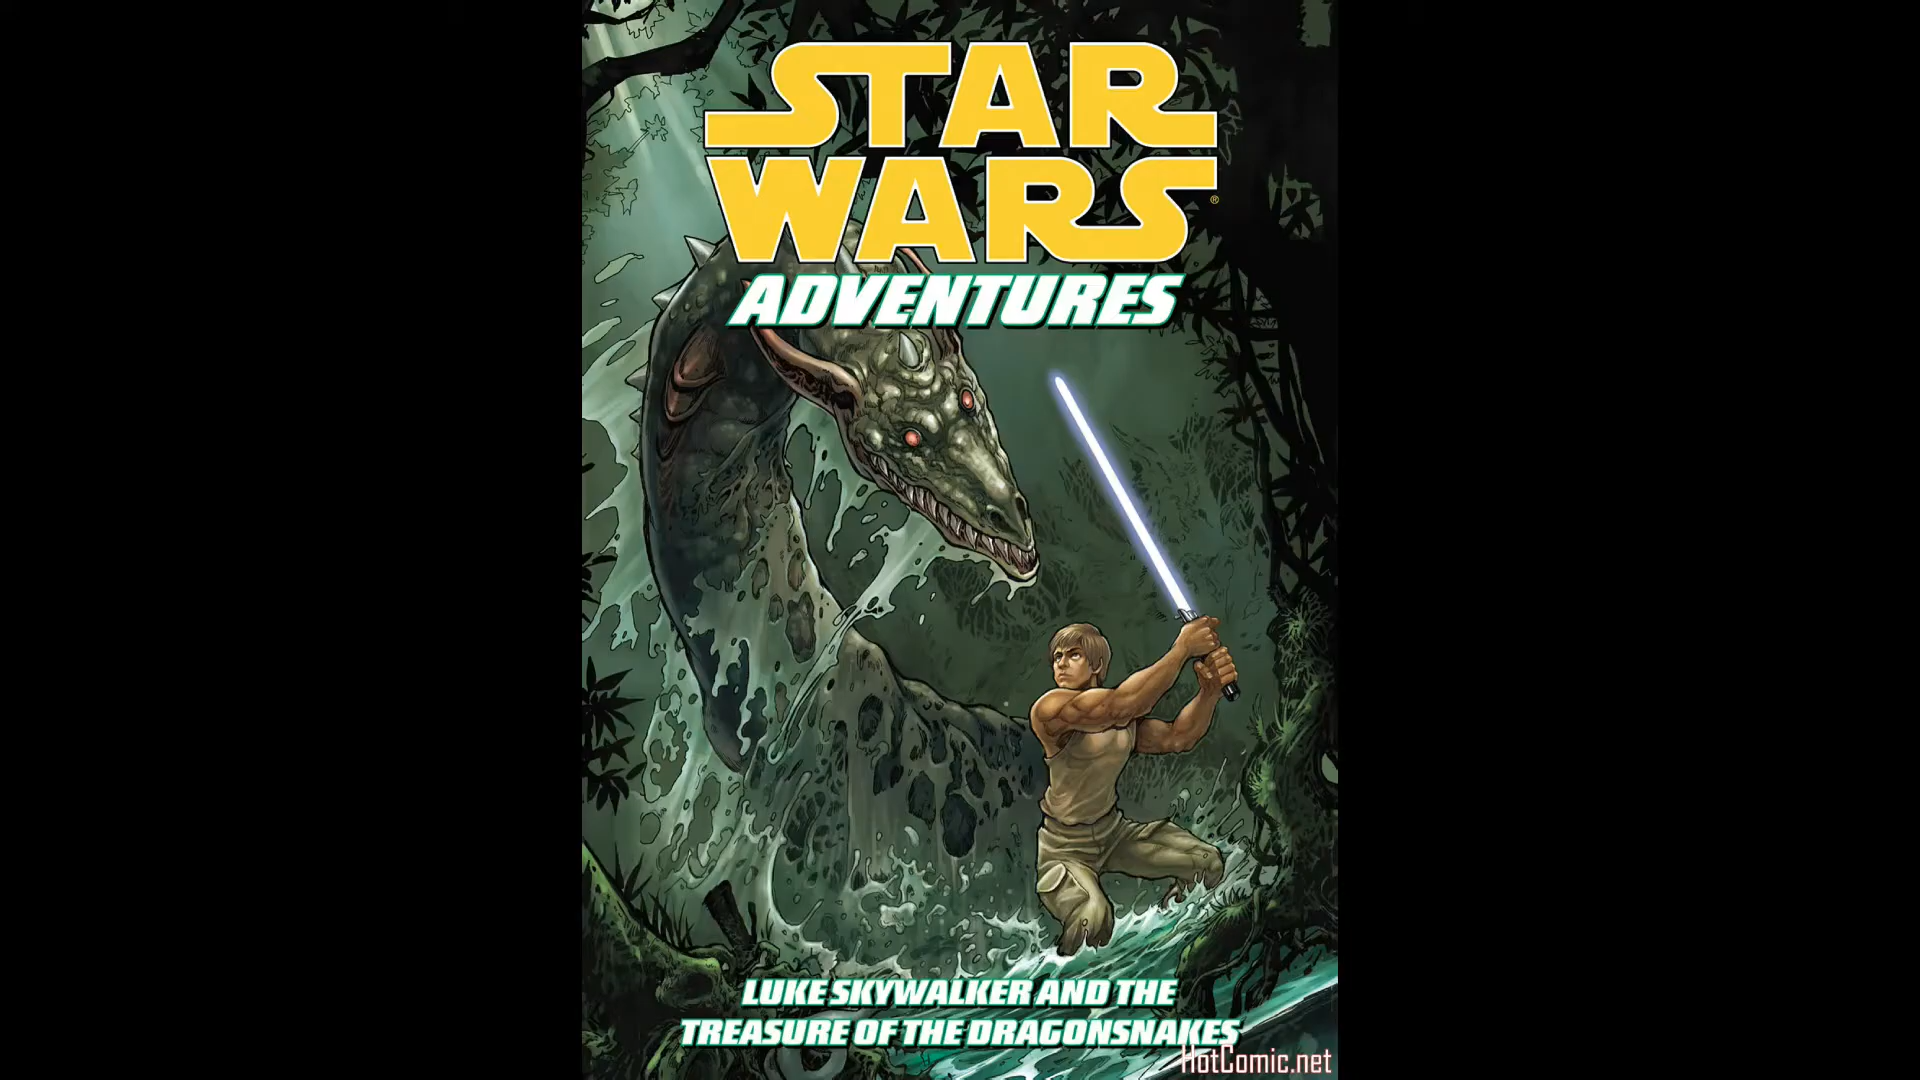 STAR
WARS®
ADVENTURES
LUKE SKYWALKER AND THE
TREASURE OF THE DRAGONSNAKES
HotComic.net